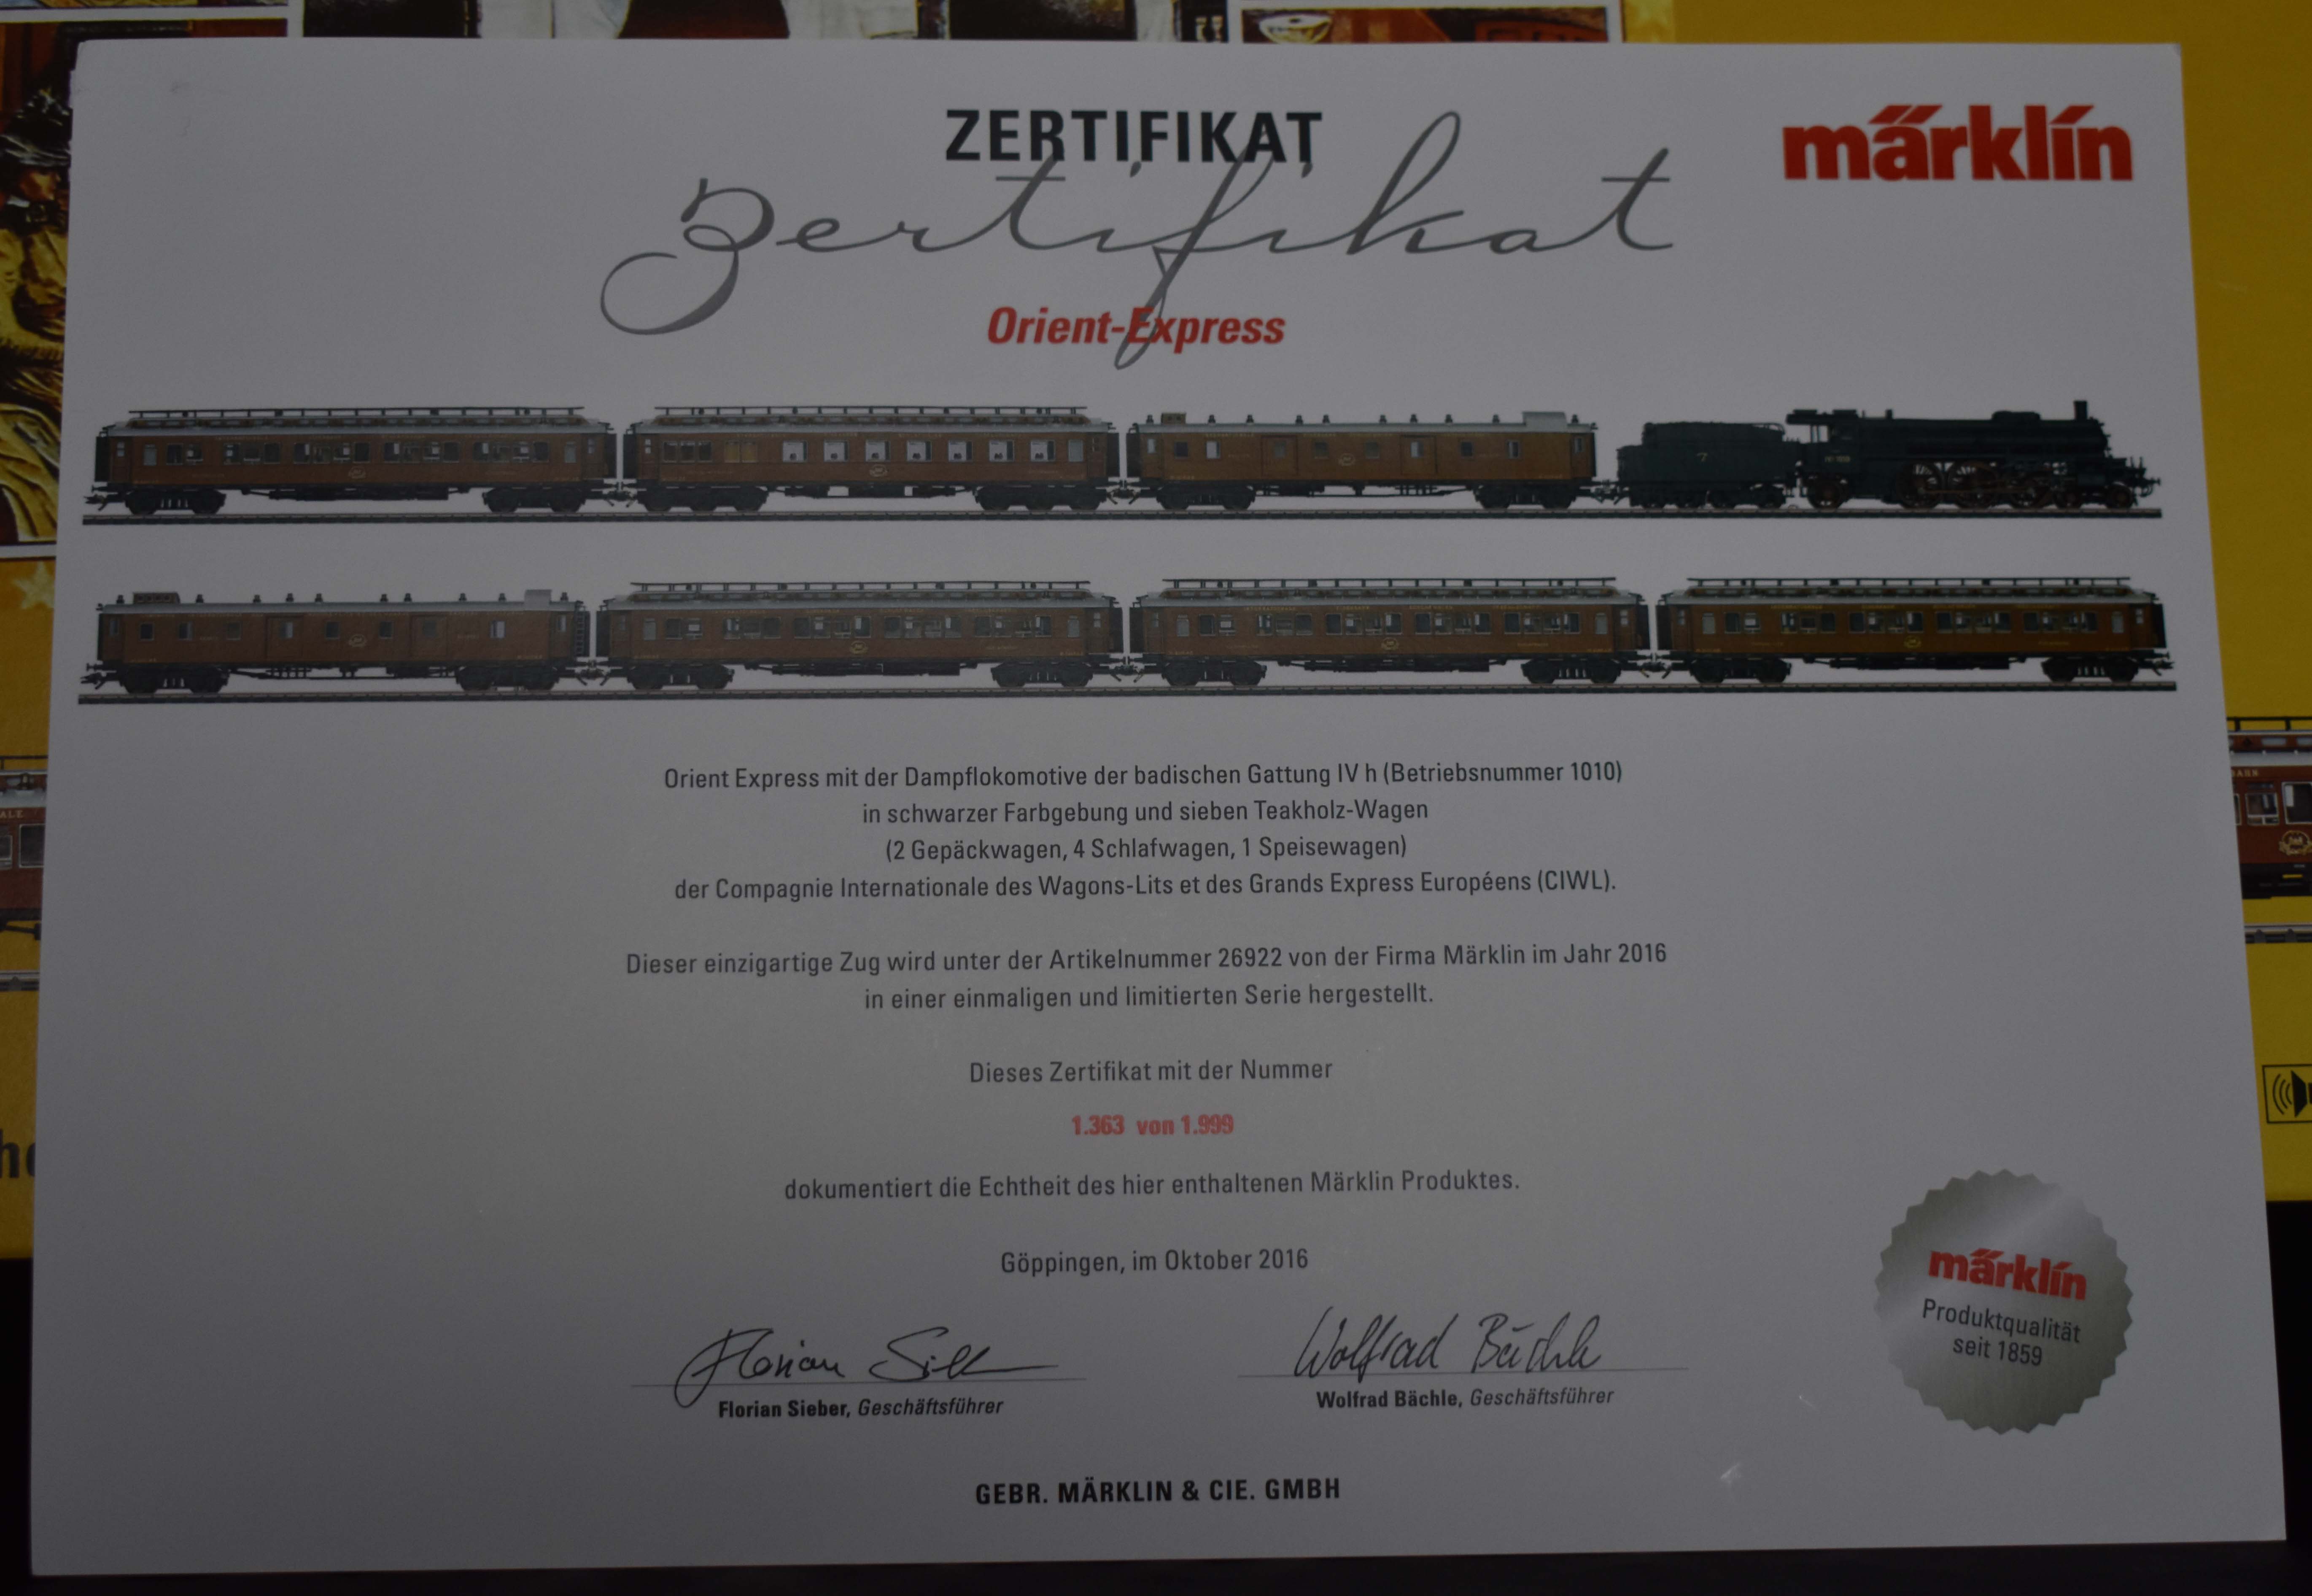 ZERTIFIKAT
märklin
Zertifikat
Orient-Express
Orient Express mit der Dampflokomotive der badischen Gattung IV h (Betriebsnummer 1010)
in schwarzer Farbgebung und sieben Teakholz-Wagen
(2 Gepäckwagen, 4 Schlafwagen, 1 Speisewagen)
der Compagnie Internationale des Wagons-Lits et des Grands Express Européens (CIWL).
Dieser einzigartige Zug wird unter der Artikelnummer 26922 von der Firma Märklin im Jahr 2016
in einer einmaligen und limitierten Serie hergestellt.
Dieses Zertifikat mit der Nummer
1.363 von 1.999
dokumentiert die Echtheit des hier enthaltenen Märklin Produktes.
Göppingen, im Oktober 2016
märklin
Produktqualität
seit 1859
Florian Sieber, Geschäftsführer
Wolfrad Bächle
Wolfrad Bächle, Geschäftsführer
GEBR. MÄRKLIN & CIE. GMBH